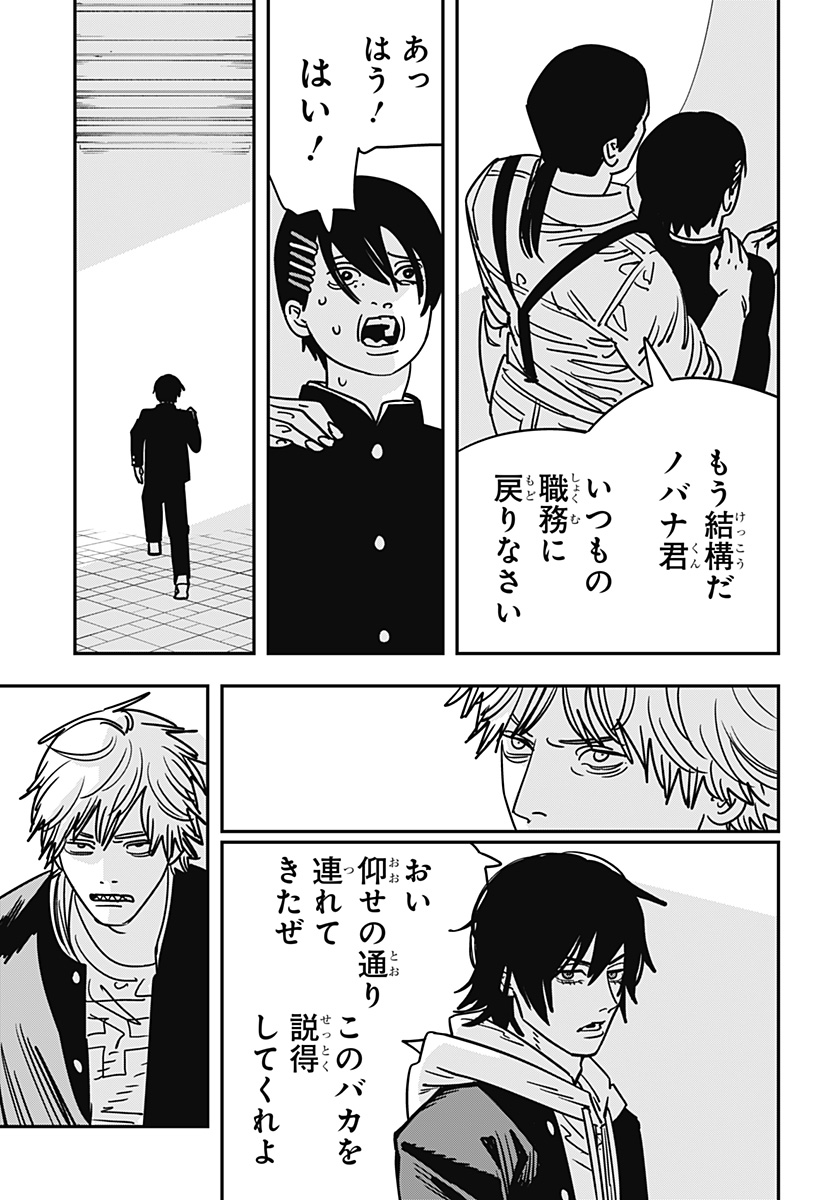 もう結構だ
ノバナ君
いつもの
職務に
戻りなさい
あっ
はう！
はい！
おい
仰せの通り
連れて
きたぜ
このバカを
説得
してくれよ